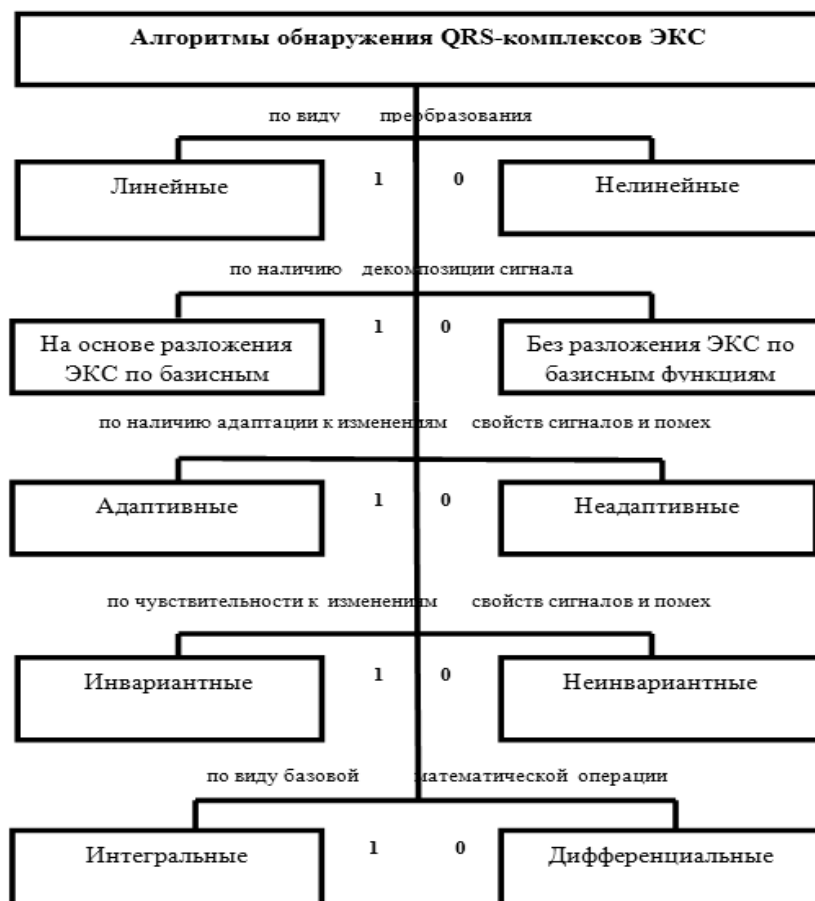 Алгоритмы обнаружения QRS-комплексов ЭКС
по виду преобразования
Линейные 1 0 Нелинейные
по наличию декомпозиции сигнала
На основе разложения
ЭКС по базисным
1 0
Без разложения ЭКС по
базисным функциям
по наличию адаптации к изменениям свойств сигналов и помех
Адаптивные 1 0 Неадаптивные
по чувствительности к изменениям свойств сигналов и помех
Инвариантные 1 0 Неинвариантные
по виду базовой математической операции
Интегральные 1 0 Дифференциальные